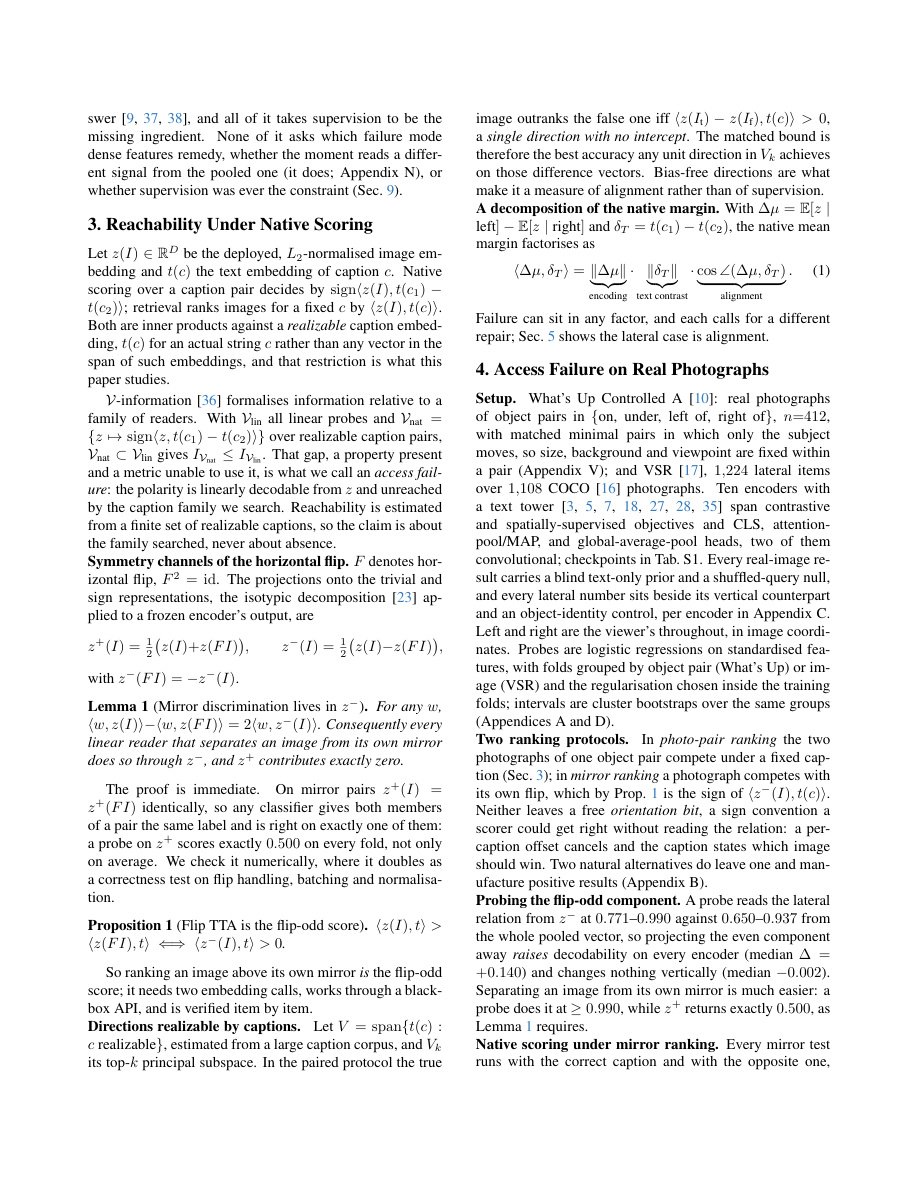 swer [9, 37, 38], and all of it takes supervision to be the
missing ingredient. None of it asks which failure mode
dense features remedy, whether the moment reads a differ-
ent signal from the pooled one (it does; Appendix N), or
whether supervision was ever the constraint (Sec. 9).
3. Reachability Under Native Scoring
Let z(I) ∈ ℝ^D be the deployed, L₂-normalised image em-
bedding and t(c) the text embedding of caption c. Native
scoring over a caption pair decides by sign⟨z(I), t(c₁) −
t(c₂)⟩; retrieval ranks images for a fixed c by ⟨z(I), t(c)⟩.
Both are inner products against a realizable caption embed-
ding, t(c) for an actual string c rather than any vector in the
span of such embeddings, and that restriction is what this
paper studies.
𝒱-information [36] formalises information relative to a
family of readers. With 𝒱_lin all linear probes and 𝒱_nat =
{z ↦ sign⟨z, t(c₁) − t(c₂)⟩} over realizable caption pairs,
𝒱_nat ⊂ 𝒱_lin gives I_𝒱nat ≤ I_𝒱lin. That gap, a property present
and a metric unable to use it, is what we call an access fail-
ure: the polarity is linearly decodable from z and unreached
by the caption family we search. Reachability is estimated
from a finite set of realizable captions, so the claim is about
the family searched, never about absence.
Symmetry channels of the horizontal flip. F denotes hor-
izontal flip, F² = id. The projections onto the trivial and
sign representations, the isotypic decomposition [23] ap-
plied to a frozen encoder's output, are
z⁺(I) = ½(z(I)+z(FI)), z⁻(I) = ½(z(I)−z(FI)),
with z⁻(FI) = −z⁻(I).
Lemma 1 (Mirror discrimination lives in z⁻). For any w,
⟨w, z(I)⟩−⟨w, z(FI)⟩ = 2⟨w, z⁻(I)⟩. Consequently every
linear reader that separates an image from its own mirror
does so through z⁻, and z⁺ contributes exactly zero.
The proof is immediate. On mirror pairs z⁺(I) =
z⁺(FI) identically, so any classifier gives both members
of a pair the same label and is right on exactly one of them:
a probe on z⁺ scores exactly 0.500 on every fold, not only
on average. We check it numerically, where it doubles as
a correctness test on flip handling, batching and normalisa-
tion.
Proposition 1 (Flip TTA is the flip-odd score). ⟨z(I), t⟩ >
⟨z(FI), t⟩ ⟺ ⟨z⁻(I), t⟩ > 0.
So ranking an image above its own mirror is the flip-odd
score; it needs two embedding calls, works through a black-
box API, and is verified item by item.
Directions realizable by captions. Let V = span{t(c) :
c realizable}, estimated from a large caption corpus, and V_k
its top-k principal subspace. In the paired protocol the true
image outranks the false one iff ⟨z(I_t) − z(I_f), t(c)⟩ > 0,
a single direction with no intercept. The matched bound is
therefore the best accuracy any unit direction in V_k achieves
on those difference vectors. Bias-free directions are what
make it a measure of alignment rather than of supervision.
A decomposition of the native margin. With Δμ = 𝔼[z |
left] − 𝔼[z | right] and δ_T = t(c₁) − t(c₂), the native mean
margin factorises as
⟨Δμ, δ_T⟩ = ‖Δμ‖ · ‖δ_T‖ · cos ∠(Δμ, δ_T). (1)
encoding text contrast alignment
Failure can sit in any factor, and each calls for a different
repair; Sec. 5 shows the lateral case is alignment.
4. Access Failure on Real Photographs
Setup. What's Up Controlled A [10]: real photographs
of object pairs in {on, under, left of, right of}, n=412,
with matched minimal pairs in which only the subject
moves, so size, background and viewpoint are fixed within
a pair (Appendix V); and VSR [17], 1,224 lateral items
over 1,108 COCO [16] photographs. Ten encoders with
a text tower [3, 5, 7, 18, 27, 28, 35] span contrastive
and spatially-supervised objectives and CLS, attention-
pool/MAP, and global-average-pool heads, two of them
convolutional; checkpoints in Tab. S1. Every real-image re-
sult carries a blind text-only prior and a shuffled-query null,
and every lateral number sits beside its vertical counterpart
and an object-identity control, per encoder in Appendix C.
Left and right are the viewer's throughout, in image coordi-
nates. Probes are logistic regressions on standardised fea-
tures, with folds grouped by object pair (What's Up) or im-
age (VSR) and the regularisation chosen inside the training
folds; intervals are cluster bootstraps over the same groups
(Appendices A and D).
Two ranking protocols. In photo-pair ranking the two
photographs of one object pair compete under a fixed cap-
tion (Sec. 3); in mirror ranking a photograph competes with
its own flip, which by Prop. 1 is the sign of ⟨z⁻(I), t(c)⟩.
Neither leaves a free orientation bit, a sign convention a
scorer could get right without reading the relation: a per-
caption offset cancels and the caption states which image
should win. Two natural alternatives do leave one and man-
ufacture positive results (Appendix B).
Probing the flip-odd component. A probe reads the lateral
relation from z⁻ at 0.771–0.990 against 0.650–0.937 from
the whole pooled vector, so projecting the even component
away raises decodability on every encoder (median Δ =
+0.140) and changes nothing vertically (median −0.002).
Separating an image from its own mirror is much easier: a
probe does it at ≥ 0.990, while z⁺ returns exactly 0.500, as
Lemma 1 requires.
Native scoring under mirror ranking. Every mirror test
runs with the correct caption and with the opposite one,